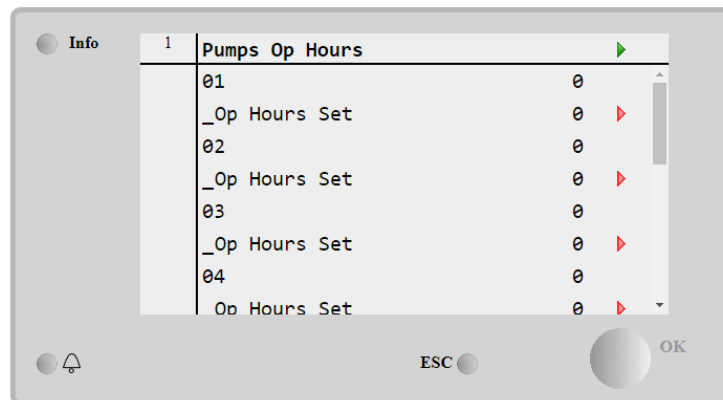 Info
1 Pumps Op Hours
01 0
_Op Hours Set 0
02 0
_Op Hours Set 0
03 0
_Op Hours Set 0
04 0
_Op Hours Set 0
ESC
OK